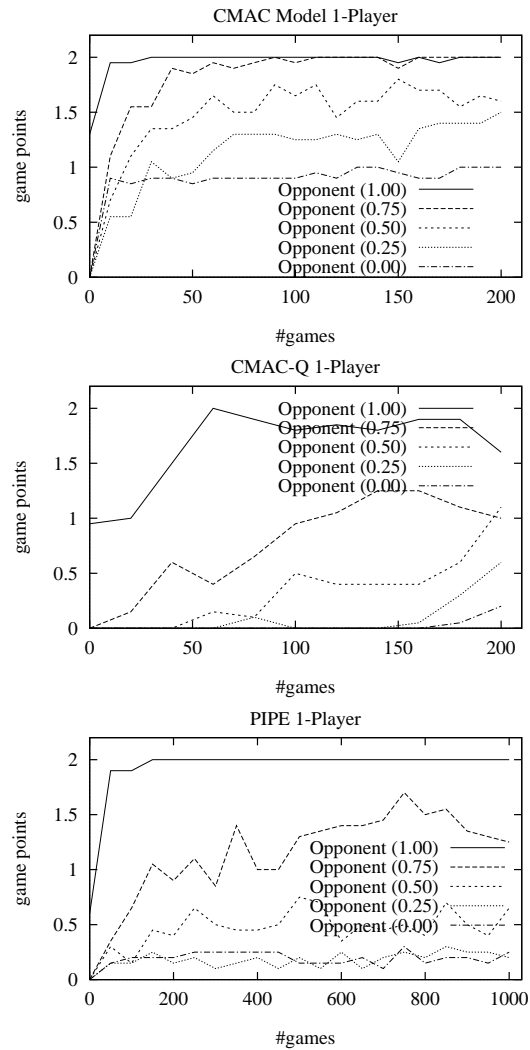 CMAC Model 1-Player
2
1.5
1
0.5
0
game points
Opponent (1.00)
Opponent (0.75)
Opponent (0.50)
Opponent (0.25)
Opponent (0.00)
0 50 100 150 200
#games
CMAC-Q 1-Player
2
1.5
1
0.5
0
game points
Opponent (1.00)
Opponent (0.75)
Opponent (0.50)
Opponent (0.25)
Opponent (0.00)
0 50 100 150 200
#games
PIPE 1-Player
2
1.5
1
0.5
0
game points
Opponent (1.00)
Opponent (0.75)
Opponent (0.50)
Opponent (0.25)
Opponent (0.00)
0 200 400 600 800 1000
#games